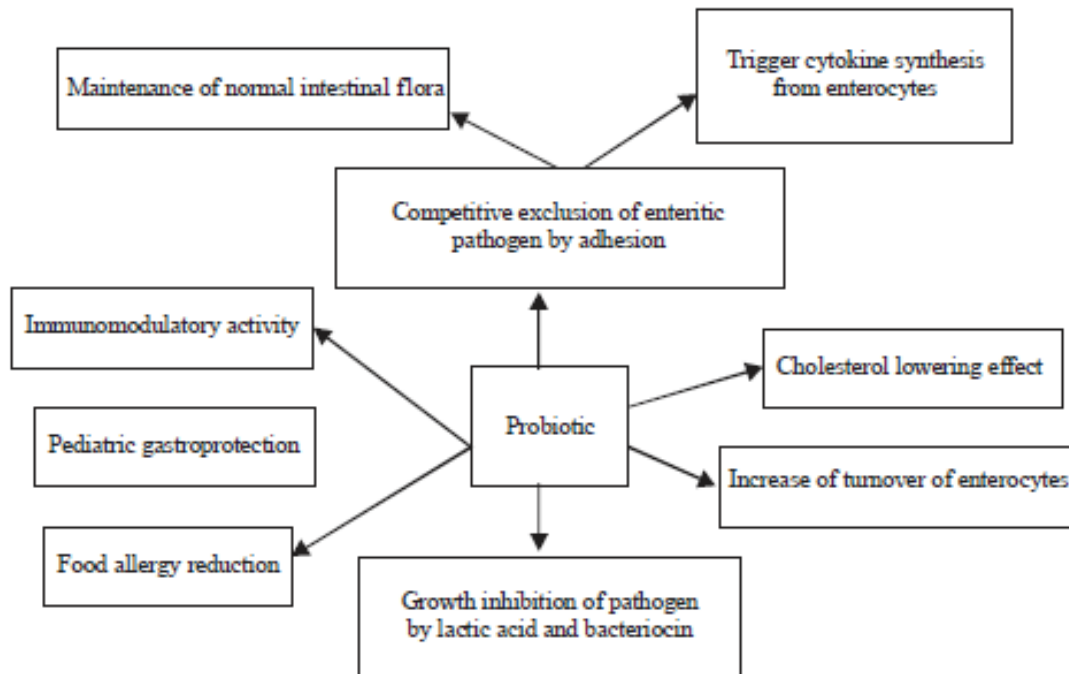 Maintenance of normal intestinal flora
Trigger cytokine synthesis
from enterocytes
Competitive exclusion of enteritic
pathogen by adhesion
Immunomodulatory activity
Cholesterol lowering effect
Probiotic
Pediatric gastroprotection
Increase of turnover of enterocytes
Food allergy reduction
Growth inhibition of pathogen
by lactic acid and bacteriocin